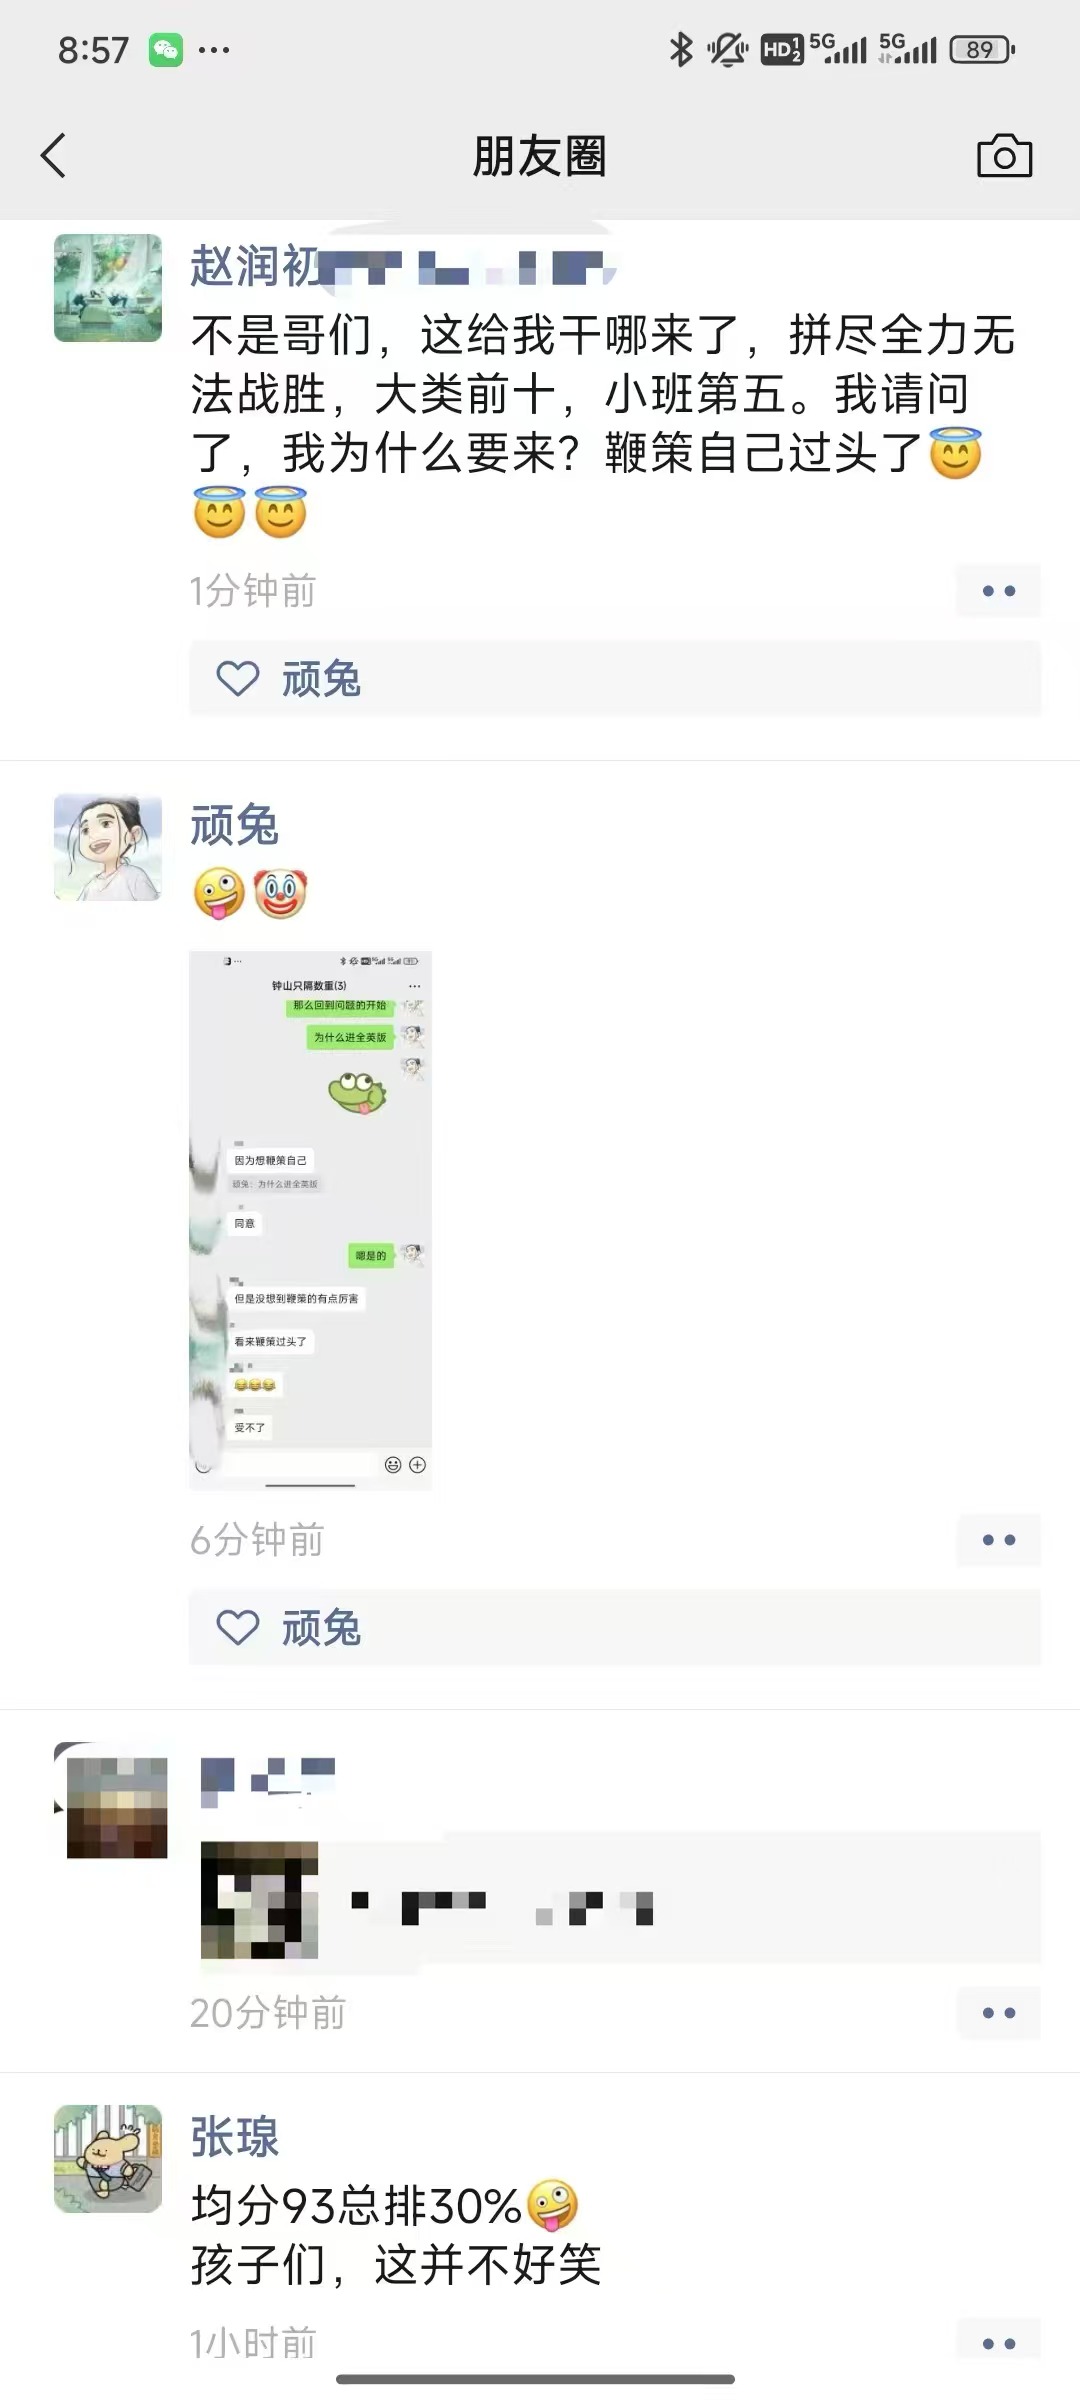 8:57
HD 1 2 5G 5G 89
朋友圈
赵润初
不是哥们，这给我干哪来了，拼尽全力无
法战胜，大类前十，小班第五。我请问
了，我为什么要来？鞭策自己过头了😇
😇😇
1分钟前
顽兔
顽兔
🤪🤡
钟山只隔数重(3)
那么回到问题的开始
为什么进全英版
因为想鞭策自己
顽兔：为什么进全英版
同意
嗯是的
但是没想到鞭策的有点厉害
看来鞭策过头了
😂😂😂
受不了
6分钟前
顽兔
20分钟前
张瑔
均分93总排30%🤪
孩子们，这并不好笑
1小时前